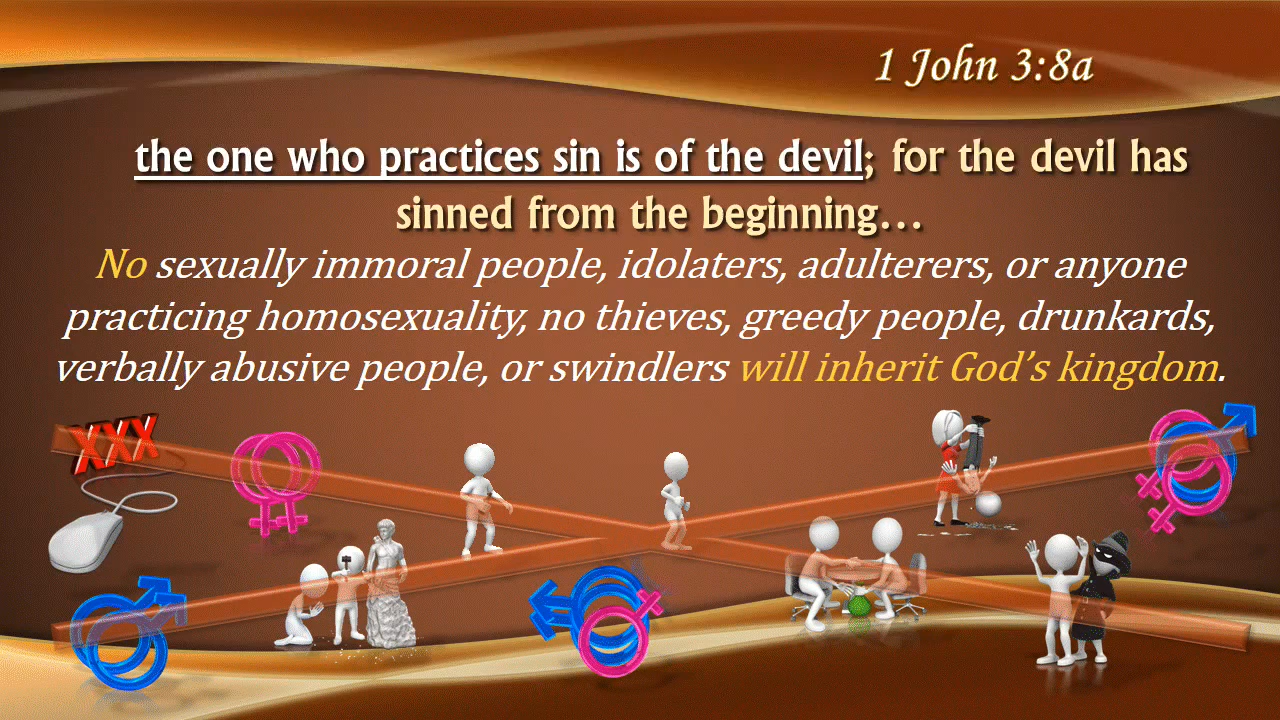 1 John 3:8a
the one who practices sin is of the devil; for the devil has
sinned from the beginning…
No sexually immoral people, idolaters, adulterers, or anyone
practicing homosexuality, no thieves, greedy people, drunkards,
verbally abusive people, or swindlers will inherit God’s kingdom.
XXX